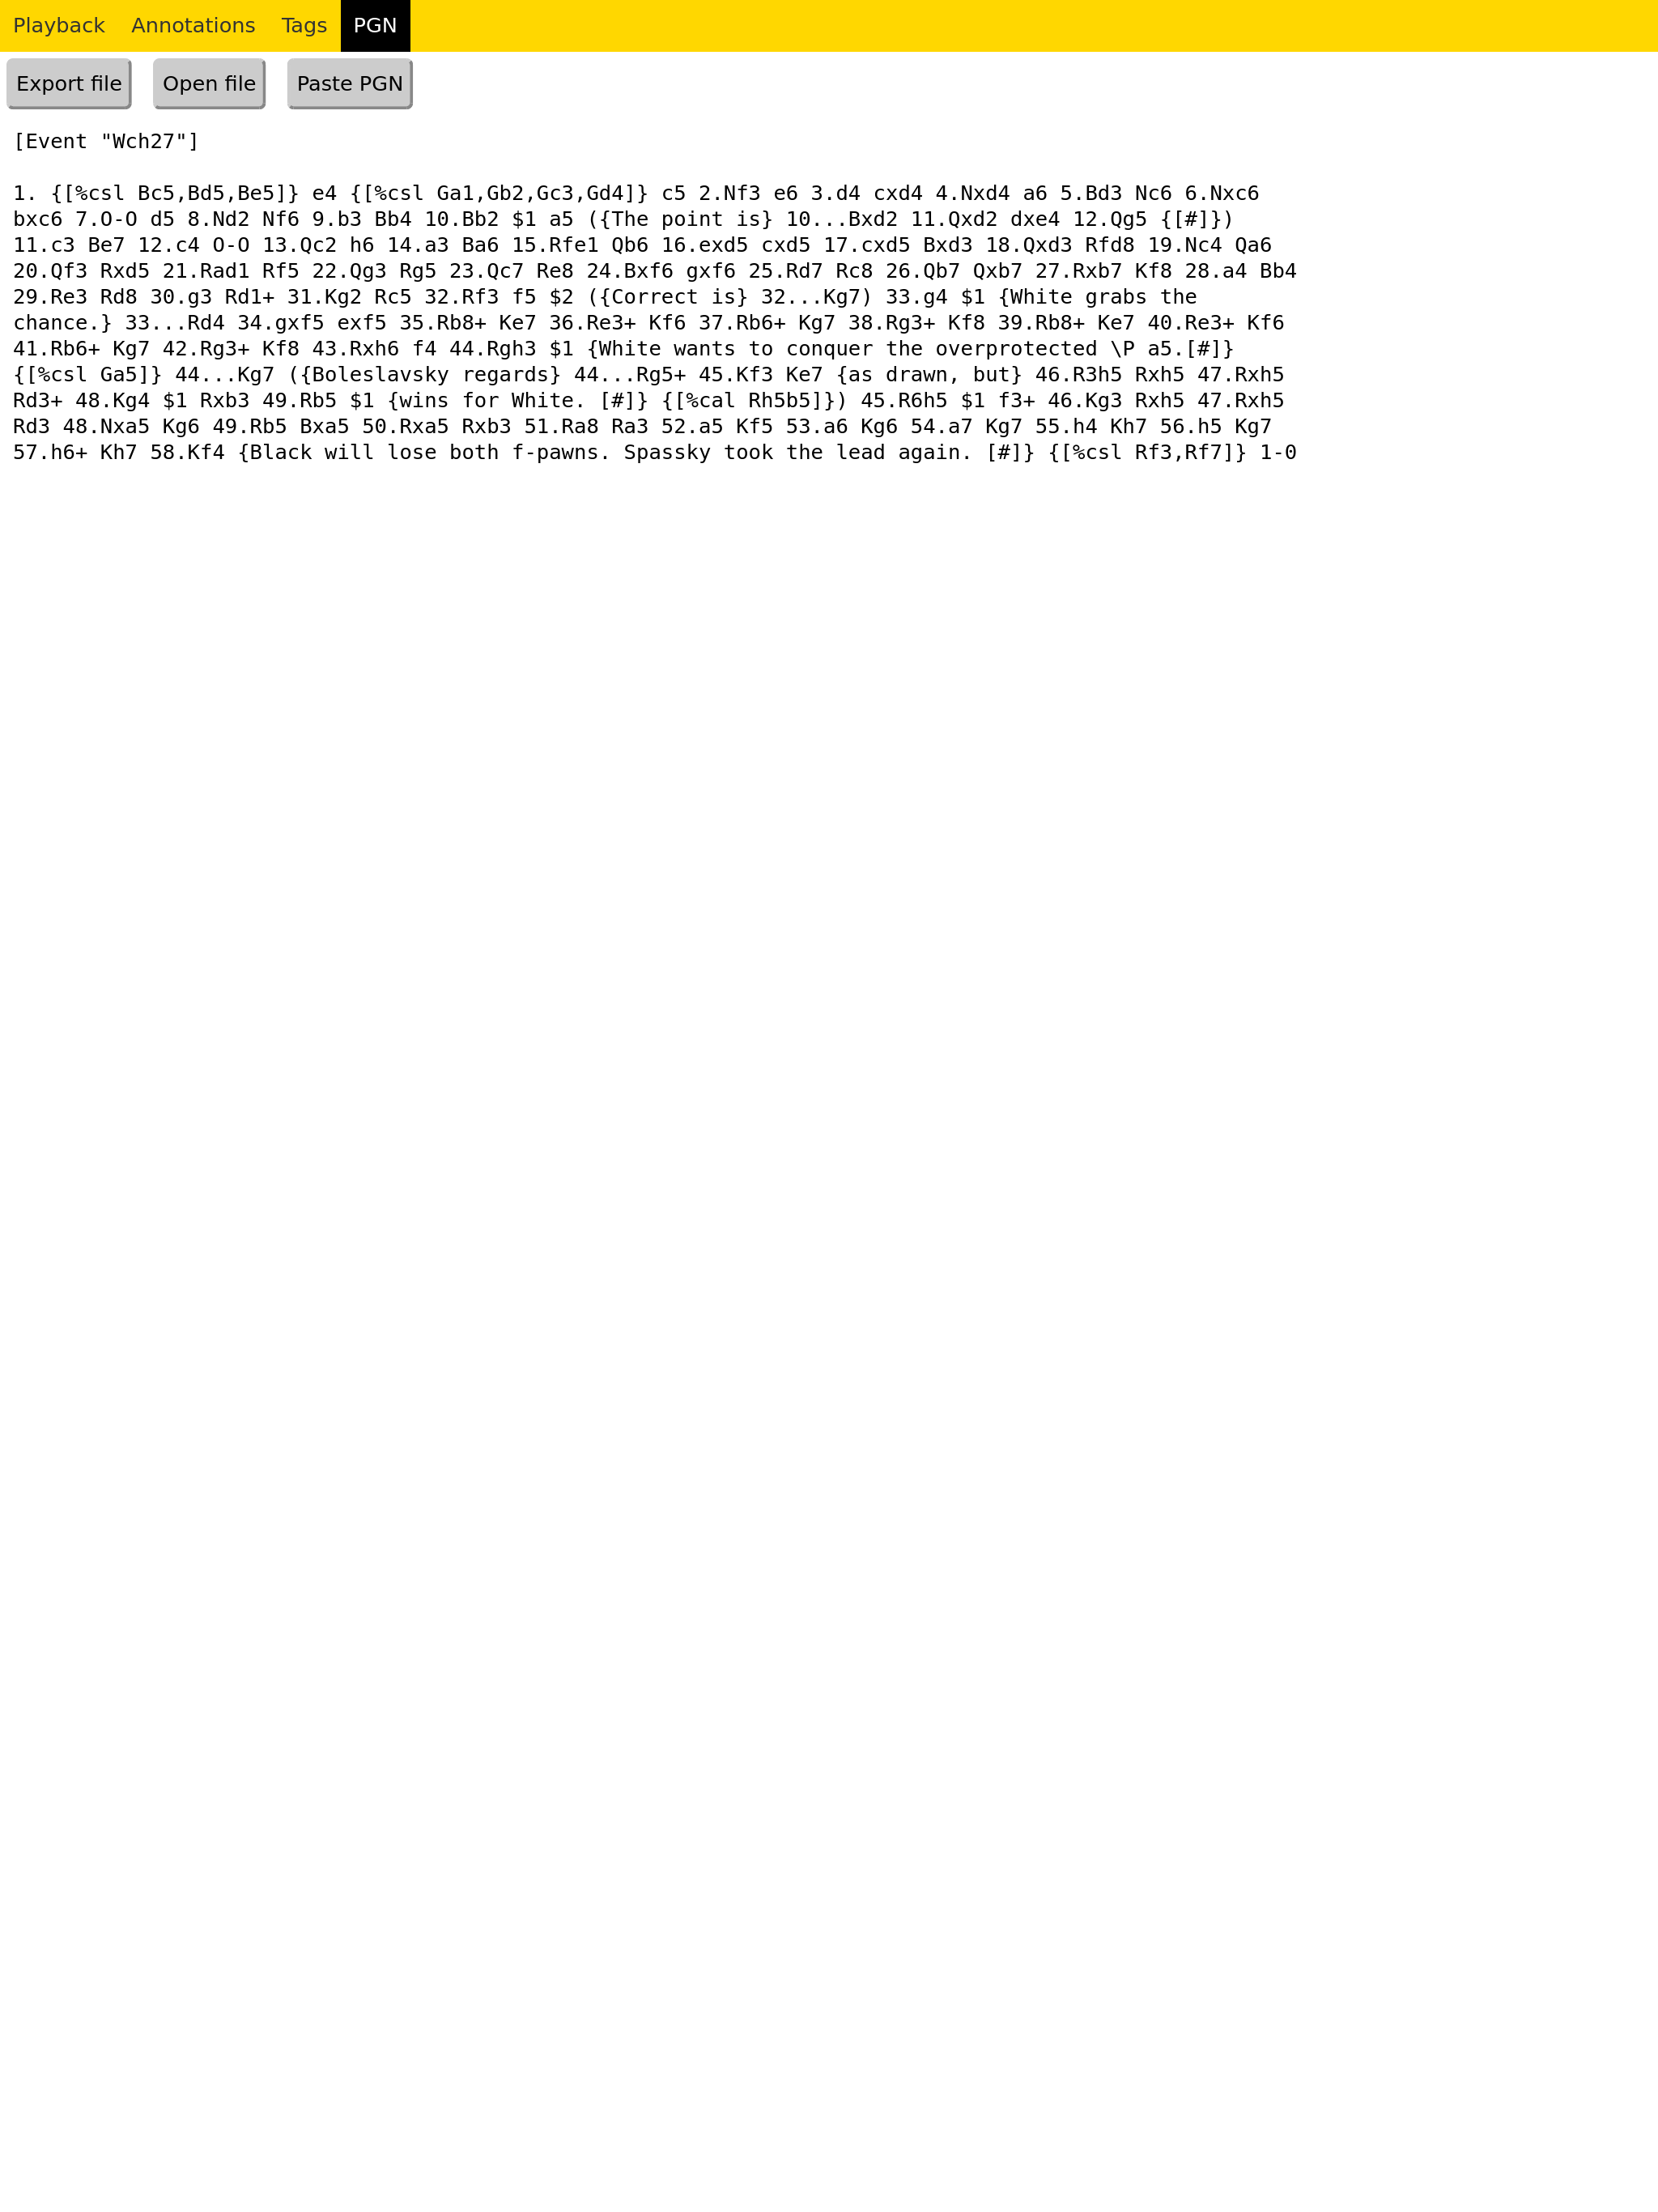 Playback Annotations Tags PGN
Export file Open file Paste PGN
[Event "Wch27"]
1. {[%csl Bc5,Bd5,Be5]} e4 {[%csl Ga1,Gb2,Gc3,Gd4]} c5 2.Nf3 e6 3.d4 cxd4 4.Nxd4 a6 5.Bd3 Nc6 6.Nxc6
bxc6 7.O-O d5 8.Nd2 Nf6 9.b3 Bb4 10.Bb2 $1 a5 ({The point is} 10...Bxd2 11.Qxd2 dxe4 12.Qg5 {[#]})
11.c3 Be7 12.c4 O-O 13.Qc2 h6 14.a3 Ba6 15.Rfe1 Qb6 16.exd5 cxd5 17.cxd5 Bxd3 18.Qxd3 Rfd8 19.Nc4 Qa6
20.Qf3 Rxd5 21.Rad1 Rf5 22.Qg3 Rg5 23.Qc7 Re8 24.Bxf6 gxf6 25.Rd7 Rc8 26.Qb7 Qxb7 27.Rxb7 Kf8 28.a4 Bb4
29.Re3 Rd8 30.g3 Rd1+ 31.Kg2 Rc5 32.Rf3 f5 $2 ({Correct is} 32...Kg7) 33.g4 $1 {White grabs the
chance.} 33...Rd4 34.gxf5 exf5 35.Rb8+ Ke7 36.Re3+ Kf6 37.Rb6+ Kg7 38.Rg3+ Kf8 39.Rb8+ Ke7 40.Re3+ Kf6
41.Rb6+ Kg7 42.Rg3+ Kf8 43.Rxh6 f4 44.Rgh3 $1 {White wants to conquer the overprotected \P a5.[#]}
{[%csl Ga5]} 44...Kg7 ({Boleslavsky regards} 44...Rg5+ 45.Kf3 Ke7 {as drawn, but} 46.R3h5 Rxh5 47.Rxh5
Rd3+ 48.Kg4 $1 Rxb3 49.Rb5 $1 {wins for White. [#]} {[%cal Rh5b5]}) 45.R6h5 $1 f3+ 46.Kg3 Rxh5 47.Rxh5
Rd3 48.Nxa5 Kg6 49.Rb5 Bxa5 50.Rxa5 Rxb3 51.Ra8 Ra3 52.a5 Kf5 53.a6 Kg6 54.a7 Kg7 55.h4 Kh7 56.h5 Kg7
57.h6+ Kh7 58.Kf4 {Black will lose both f-pawns. Spassky took the lead again. [#]} {[%csl Rf3,Rf7]} 1-0